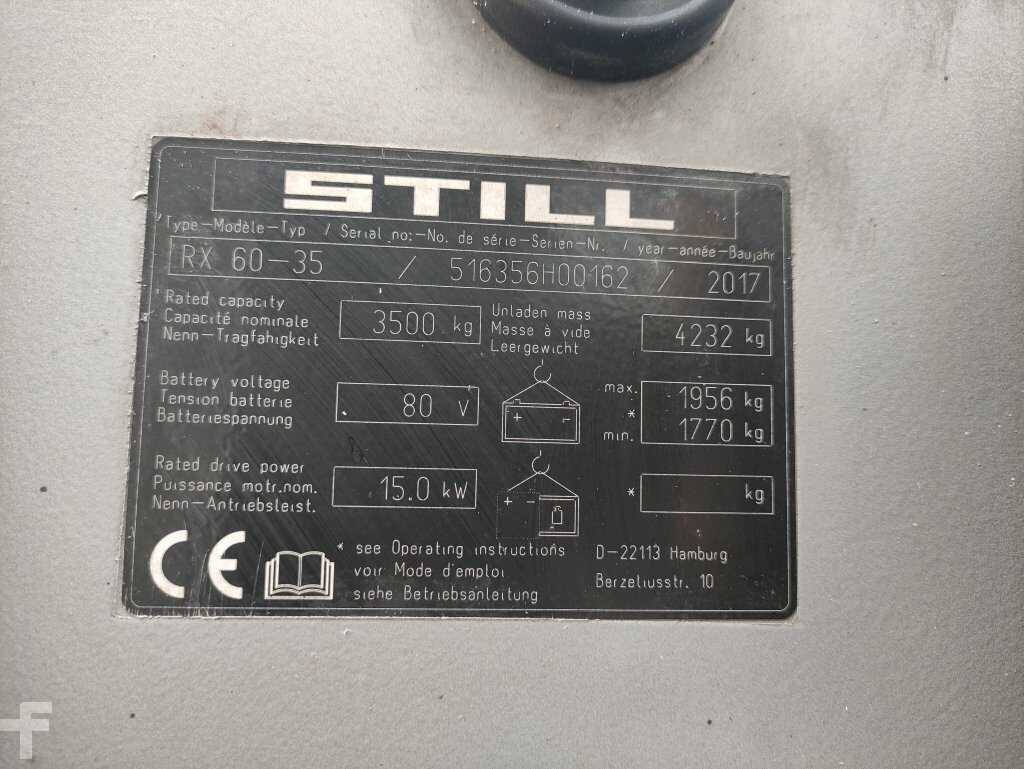 STILL
Type-Modèle-Typ / Serial no:-No. de série-Serien-Nr. / year-année-Baujahr
RX 60-35 / 516356H00162 / 2017
Rated capacity
Capacité nominale
Nenn-Tragfahigkeit
3500 kg
Unladen mass
Masse à vide
Leergewicht
4232 kg
Battery voltage
Tension batterie
Batteriespannung
80 V
+ -
max. 1956 kg
*
min. 1770 kg
Rated drive power
Puissance motr.nom.
Nenn-Antriebsleist.
15.0 kW
+ -
* kg
CE
* see Operating instructions
voir Mode d'emploi
siehe Betriebsanleitung
D-22113 Hamburg
Berzeliusstr. 10
F